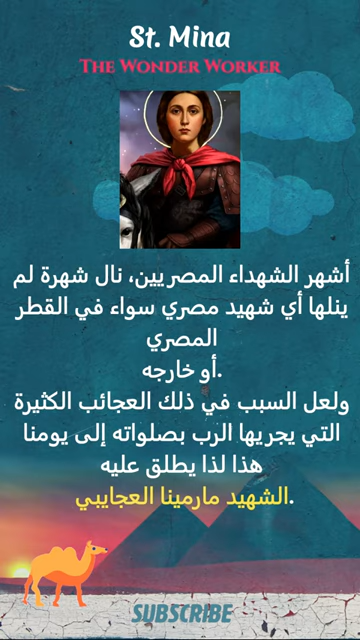 St. Mina
THE WONDER WORKER
أشهر الشهداء المصريين، نال شهرة لم
ينلها أي شهيد مصري سواء في القطر
المصري
أو خارجه.
ولعل السبب في ذلك العجائب الكثيرة
التي يجريها الرب بصلواته إلى يومنا
هذا لذا يطلق عليه
الشهيد مارمينا العجايبي.
SUBSCRIBE